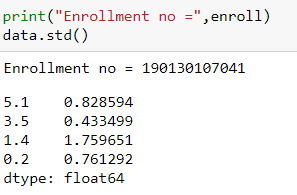 print("Enrollment no =",enroll)
data.std()
Enrollment no = 190130107041
5.1    0.828594
3.5    0.433499
1.4    1.759651
0.2    0.761292
dtype: float64